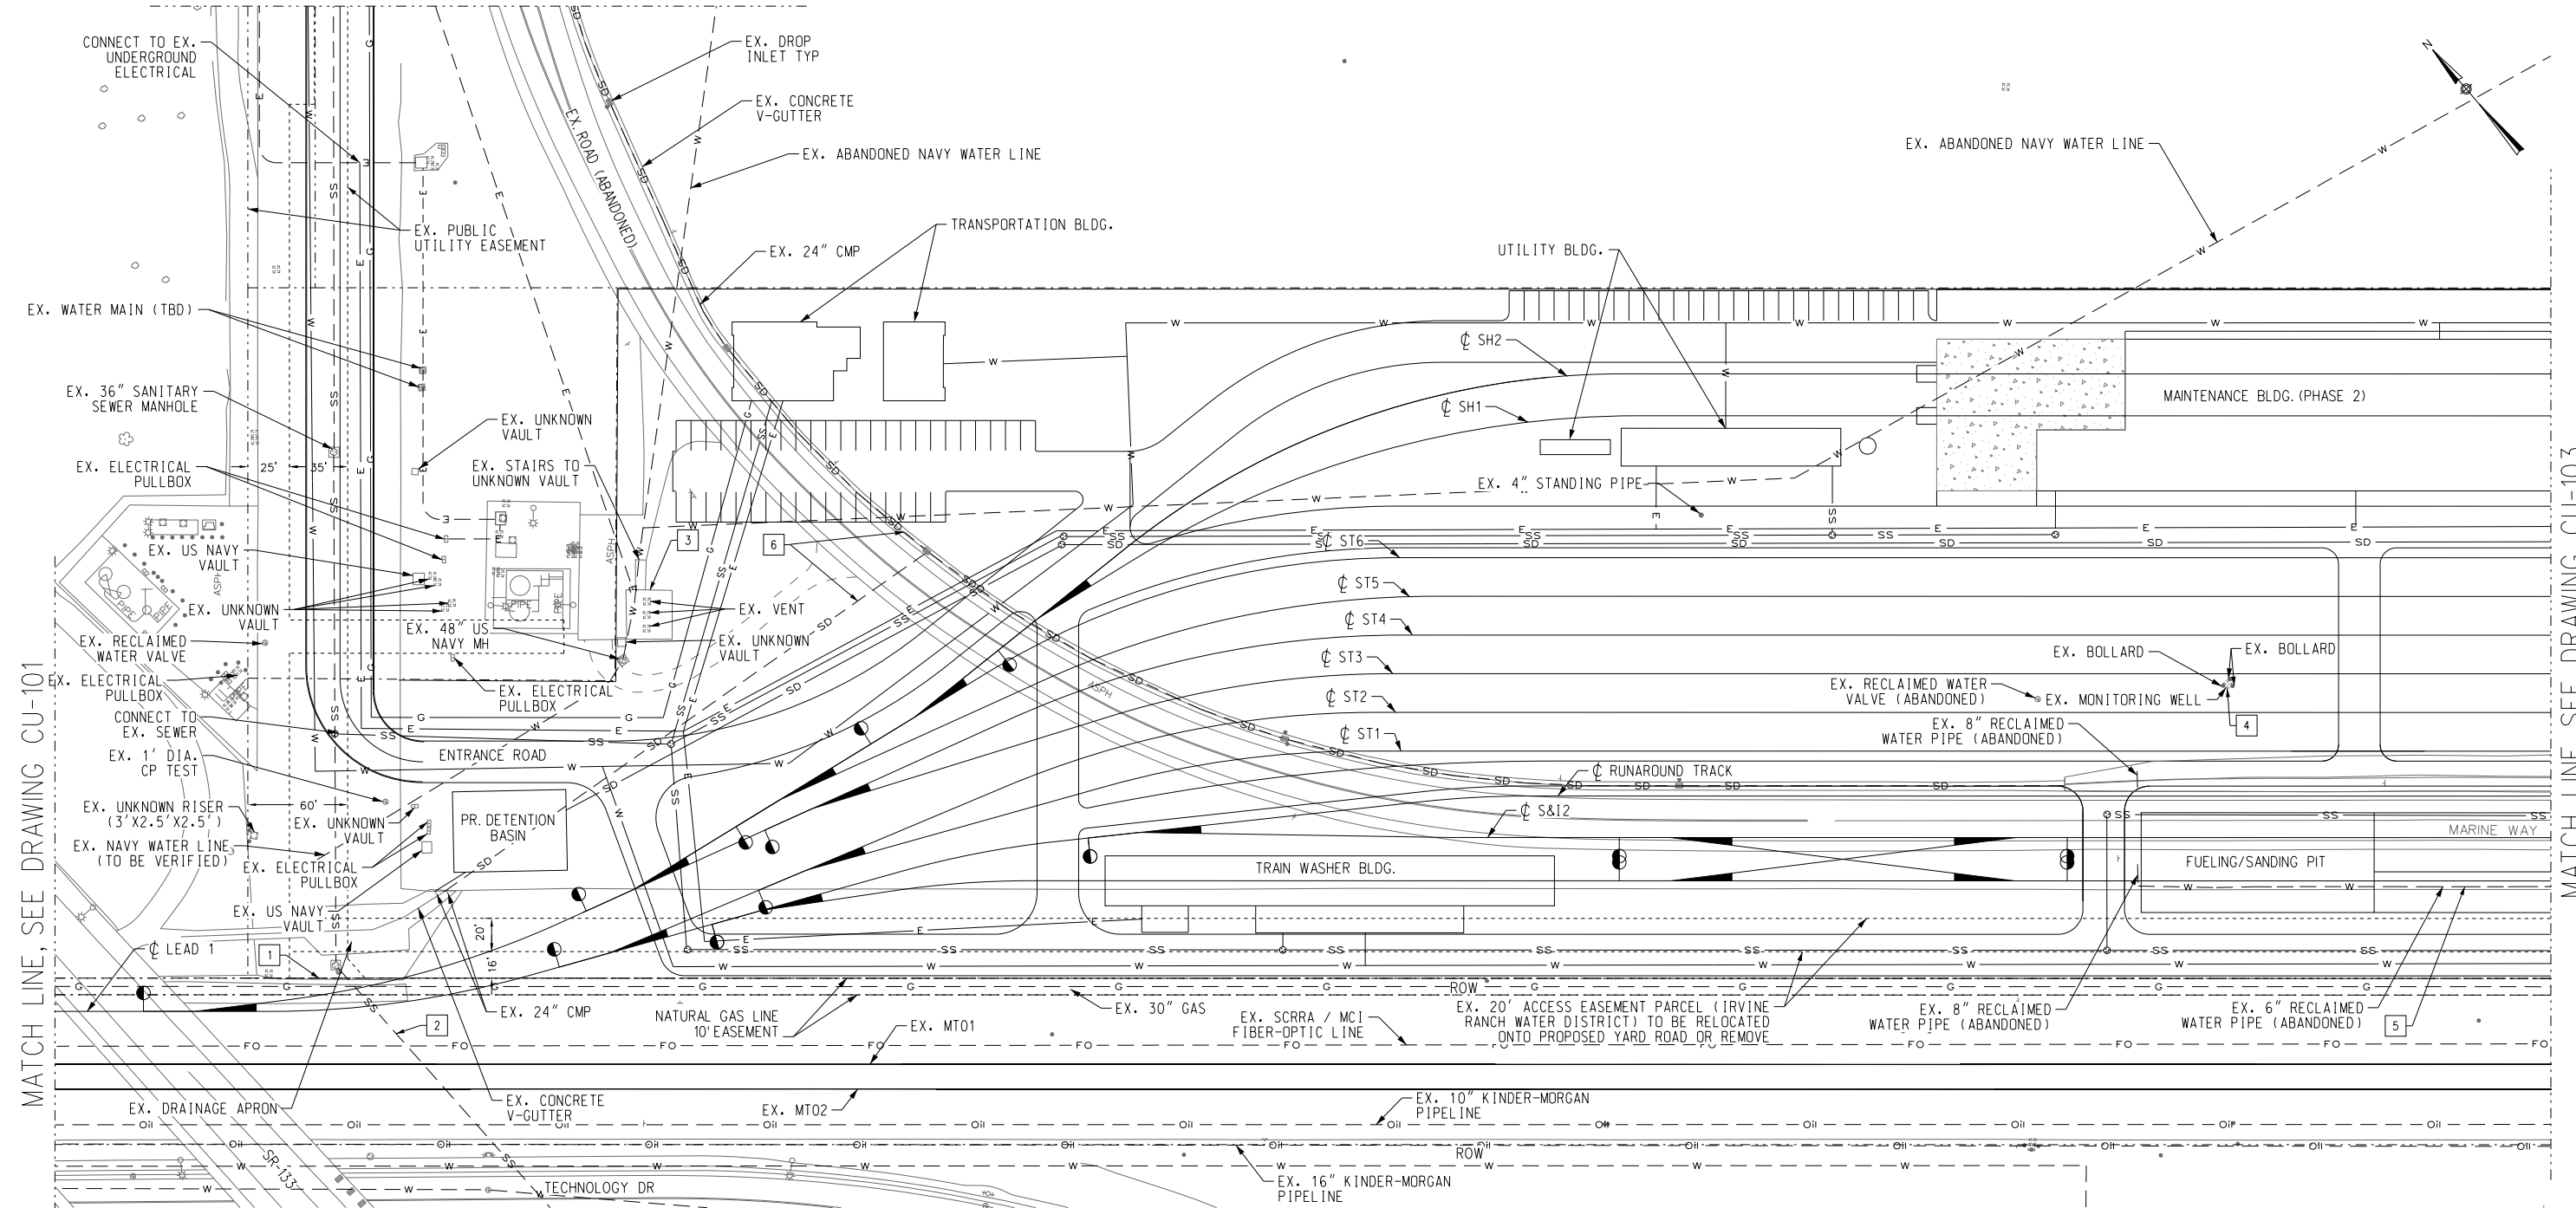 CONNECT TO EX.
UNDERGROUND
ELECTRICAL
EX. DROP
INLET TYP
EX. CONCRETE
V-GUTTER
EX. ABANDONED NAVY WATER LINE
EX. ABANDONED NAVY WATER LINE
N
EX. ROAD (ABANDONED)
EX. PUBLIC
UTILITY EASEMENT
TRANSPORTATION BLDG.
EX. 24" CMP
UTILITY BLDG.
EX. WATER MAIN (TBD)
℄ SH2
℄ SH1
MAINTENANCE BLDG. (PHASE 2)
EX. 36" SANITARY
SEWER MANHOLE
EX. UNKNOWN
VAULT
25'
35'
EX. ELECTRICAL
PULLBOX
EX. STAIRS TO
UNKNOWN VAULT
EX. 4" STANDING PIPE
3
6
EX. US NAVY
VAULT
ASPH
ASPH
℄ ST6
℄ ST5
℄ ST4
℄ ST3
℄ ST2
℄ ST1
PIPE
PIPE
PIPE
PIPE
EX. UNKNOWN
VAULT
EX. VENT
EX. 48" US
NAVY MH
EX. UNKNOWN
VAULT
EX. RECLAIMED
WATER VALVE
EX. ELECTRICAL
PULLBOX
EX. ELECTRICAL
PULLBOX
ASPH
EX. BOLLARD
EX. BOLLARD
EX. RECLAIMED WATER
VALVE (ABANDONED)
EX. MONITORING WELL
4
EX. 8" RECLAIMED
WATER PIPE (ABANDONED)
CONNECT TO
EX. SEWER
ENTRANCE ROAD
EX. 1' DIA.
CP TEST
℄ RUNAROUND TRACK
℄ S&I2
EX. UNKNOWN RISER
(3'X2.5'X2.5')
60'
EX. UNKNOWN
VAULT
PR. DETENTION
BASIN
EX. NAVY WATER LINE
(TO BE VERIFIED)
EX. ELECTRICAL
PULLBOX
TRAIN WASHER BLDG.
MARINE WAY
FUELING/SANDING PIT
EX. US NAVY
VAULT
20'
16'
℄ LEAD 1
1
EX. 24" CMP
2
NATURAL GAS LINE
10' EASEMENT
EX. 30" GAS
ROW
EX. MT01
EX. SCRRA / MCI
FIBER-OPTIC LINE
EX. 20' ACCESS EASEMENT PARCEL (IRVINE
RANCH WATER DISTRICT) TO BE RELOCATED
ONTO PROPOSED YARD ROAD OR REMOVE
EX. 8" RECLAIMED
WATER PIPE (ABANDONED)
EX. 6" RECLAIMED
WATER PIPE (ABANDONED)
5
EX. DRAINAGE APRON
EX. CONCRETE
V-GUTTER
EX. MT02
EX. 10" KINDER-MORGAN
PIPELINE
ROW
EX. 16" KINDER-MORGAN
PIPELINE
SR-133
TECHNOLOGY DR
MATCH LINE, SEE DRAWING CU-101
MATCH LINE, SEE DRAWING CU-103